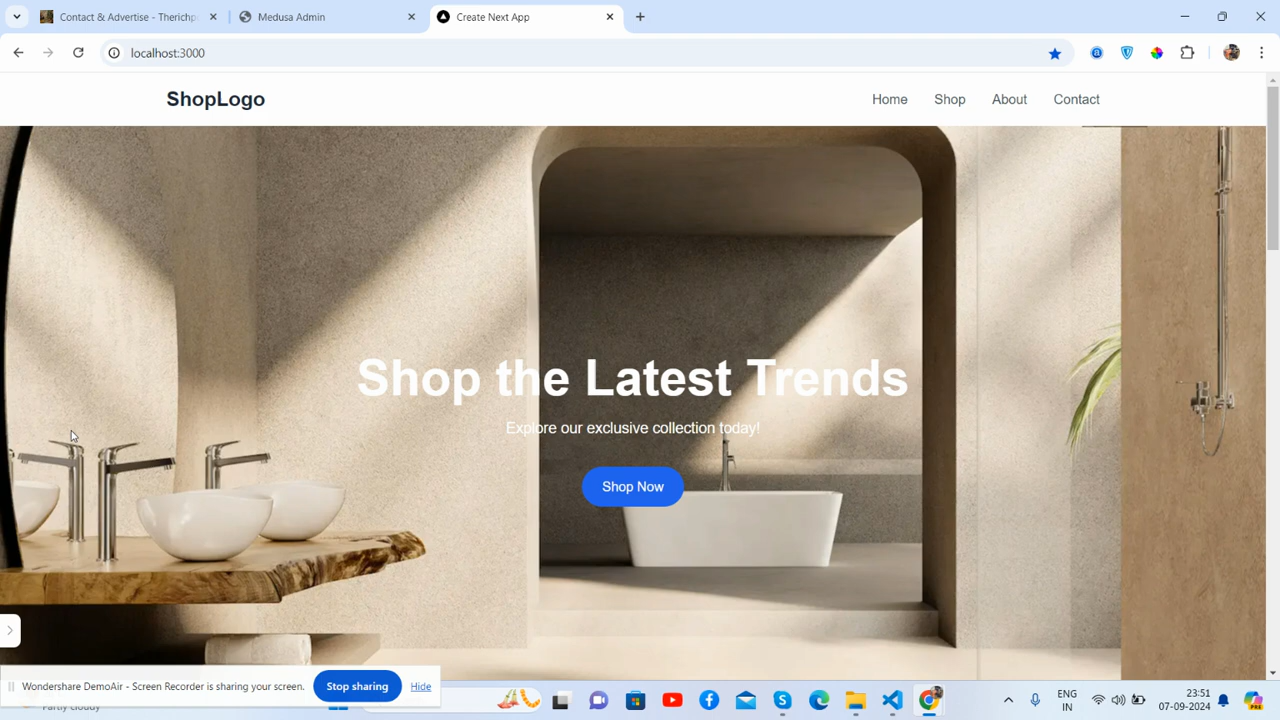 Contact & Advertise - Therichp
Medusa Admin
Create Next App
localhost:3000
ShopLogo
Home
Shop
About
Contact
Shop the Latest Trends
Explore our exclusive collection today!
Shop Now
Wondershare DemoAir - Screen Recorder is sharing your screen.
Stop sharing
Hide
Partly cloudy
ENG
IN
23:51
07-09-2024